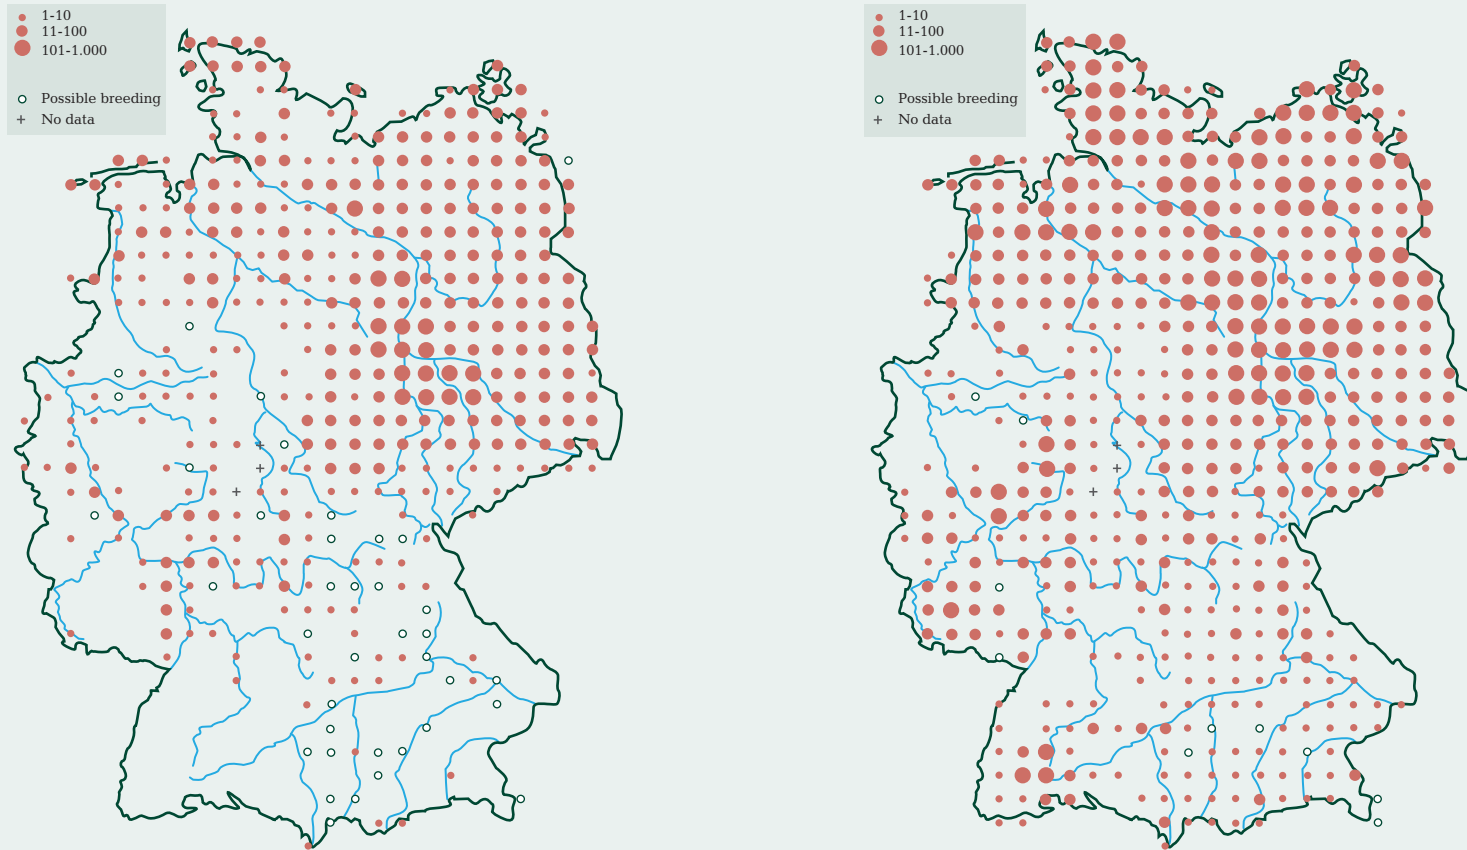 1-10
11-100
101-1.000
Possible breeding
No data
1-10
11-100
101-1.000
Possible breeding
No data